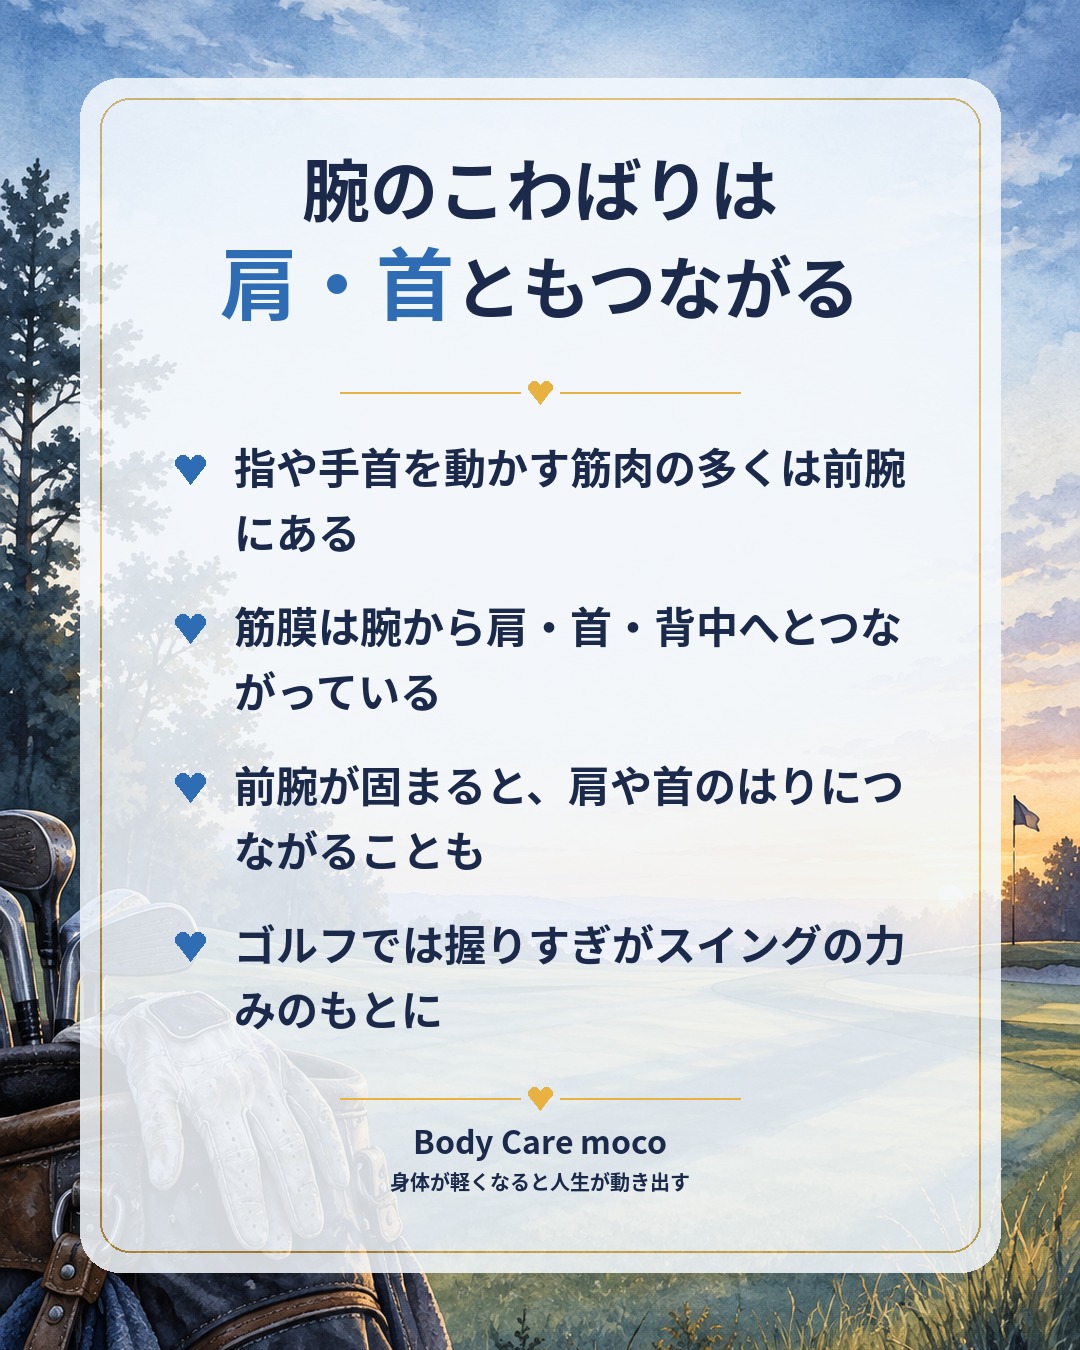 腕のこわばりは
肩・首ともつながる
指や手首を動かす筋肉の多くは前腕
にある
筋膜は腕から肩・首・背中へとつな
がっている
前腕が固まると、肩や首のはりにつ
ながることも
ゴルフでは握りすぎがスイングの力
みのもとに
Body Care moco
身体が軽くなると人生が動き出す